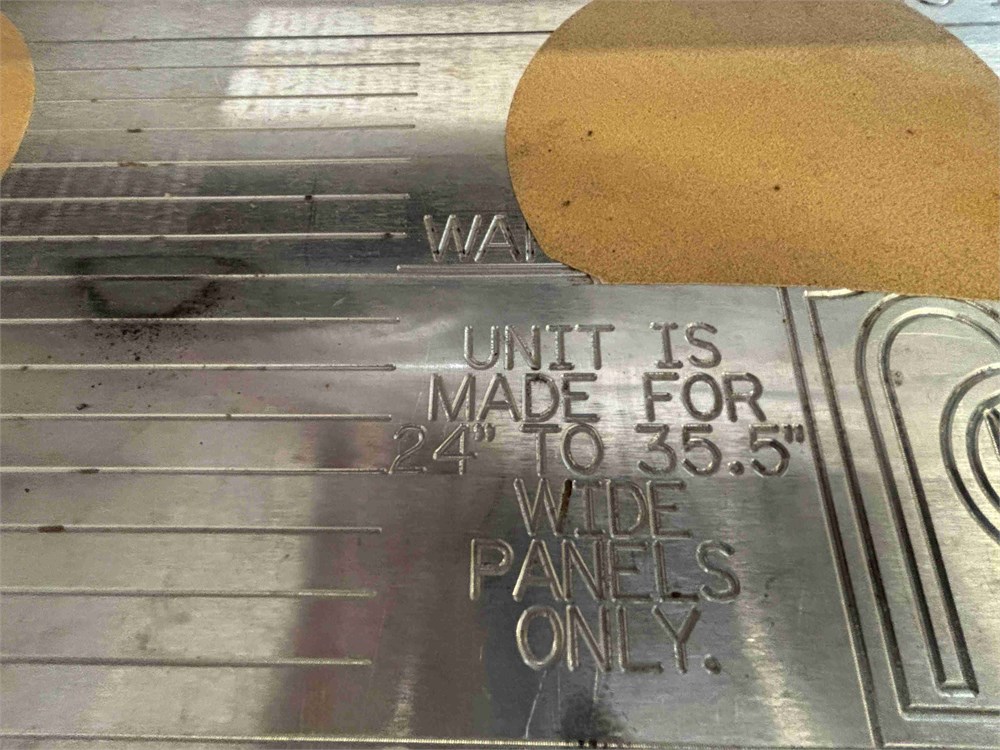 UNIT IS
MADE FOR
24" TO 35.5"
WIDE
PANELS
ONLY.